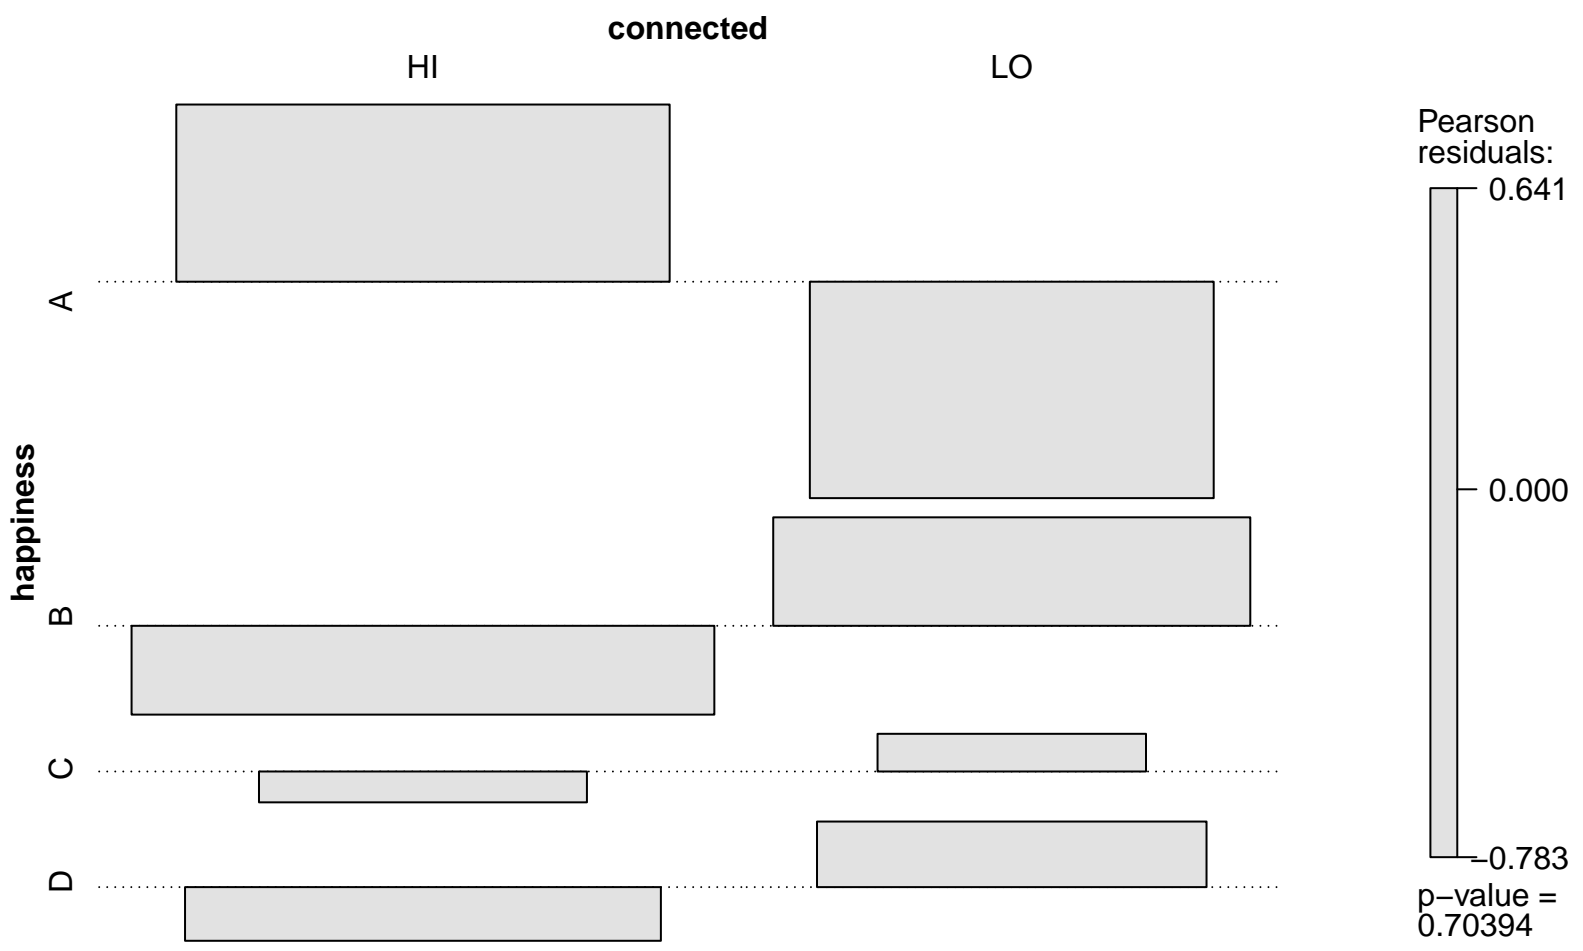 connected
HI
LO
Pearson
residuals:
0.641
A
0.000
happiness
B
C
−0.783
D
p−value =
0.70394